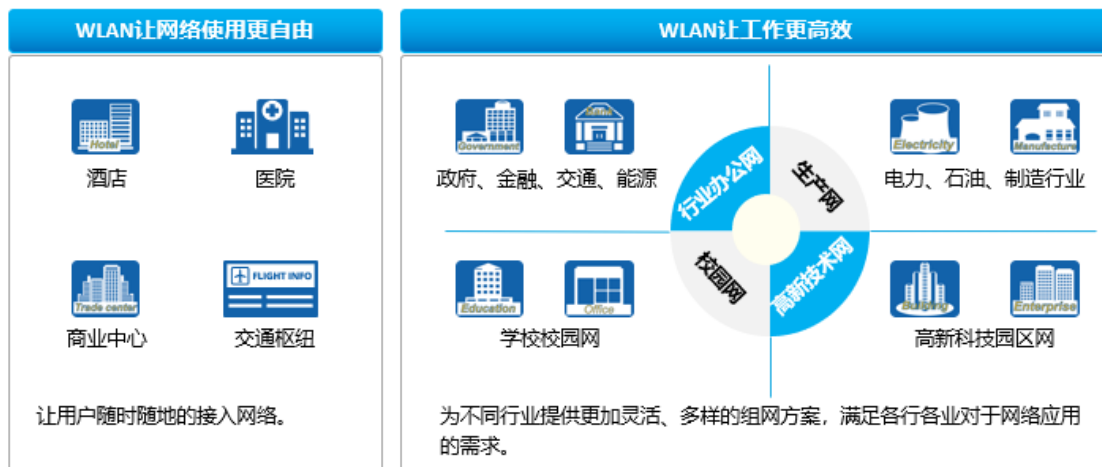 WLAN让网络使用更自由
Hotel
酒店
医院
Trade center
商业中心
FLIGHT INFO
交通枢纽
让用户随时随地的接入网络。
WLAN让工作更高效
Government
政府、金融、交通、能源
行业办公网
生产网
Electricity
Manufacture
电力、石油、制造行业
校园网
高新技术网
Education
Office
学校校园网
Building
Enterprise
高新科技园区网
为不同行业提供更加灵活、多样的组网方案，满足各行各业对于网络应用
的需求。